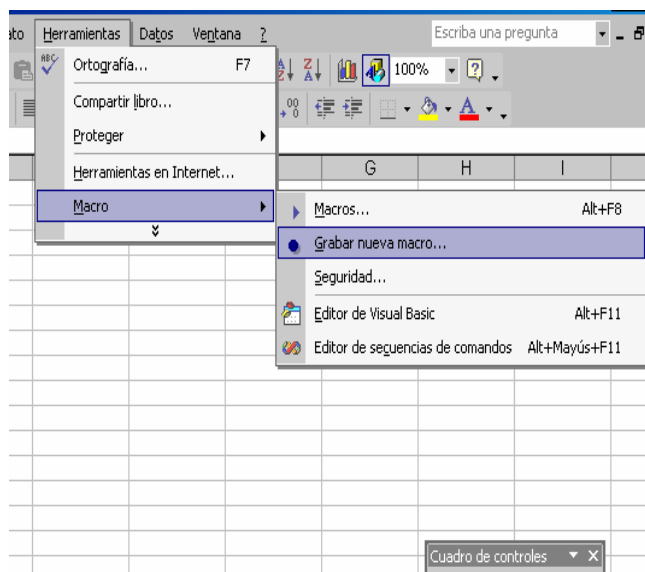 ato Herramientas Datos Ventana ? Escriba una pregunta
ABC Ortografía... F7
100%
Compartir libro...
Proteger
Herramientas en Internet...
G H I
Macro
Macros... Alt+F8
Grabar nueva macro...
Seguridad...
Editor de Visual Basic Alt+F11
Editor de secuencias de comandos Alt+Mayús+F11
Cuadro de controles